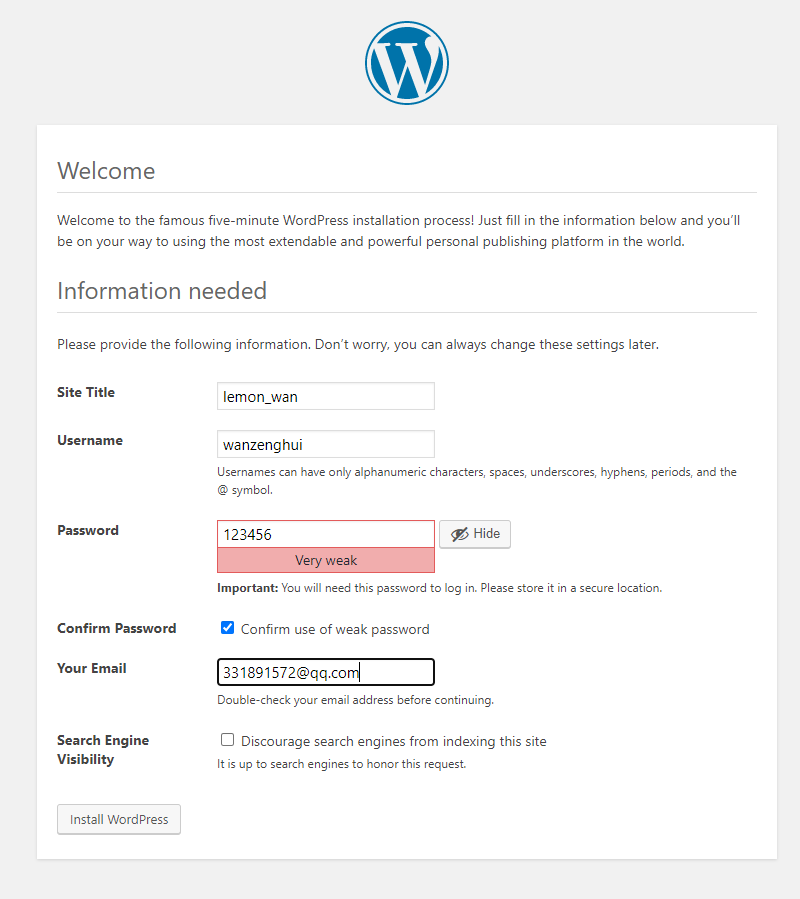 Welcome
Welcome to the famous five-minute WordPress installation process! Just fill in the information below and you’ll
be on your way to using the most extendable and powerful personal publishing platform in the world.
Information needed
Please provide the following information. Don’t worry, you can always change these settings later.
Site Title
lemon_wan
Username
wanzenghui
Usernames can have only alphanumeric characters, spaces, underscores, hyphens, periods, and the
@ symbol.
Password
123456
Hide
Very weak
Important: You will need this password to log in. Please store it in a secure location.
Confirm Password
Confirm use of weak password
Your Email
331891572@qq.com
Double-check your email address before continuing.
Search Engine
Visibility
Discourage search engines from indexing this site
It is up to search engines to honor this request.
Install WordPress